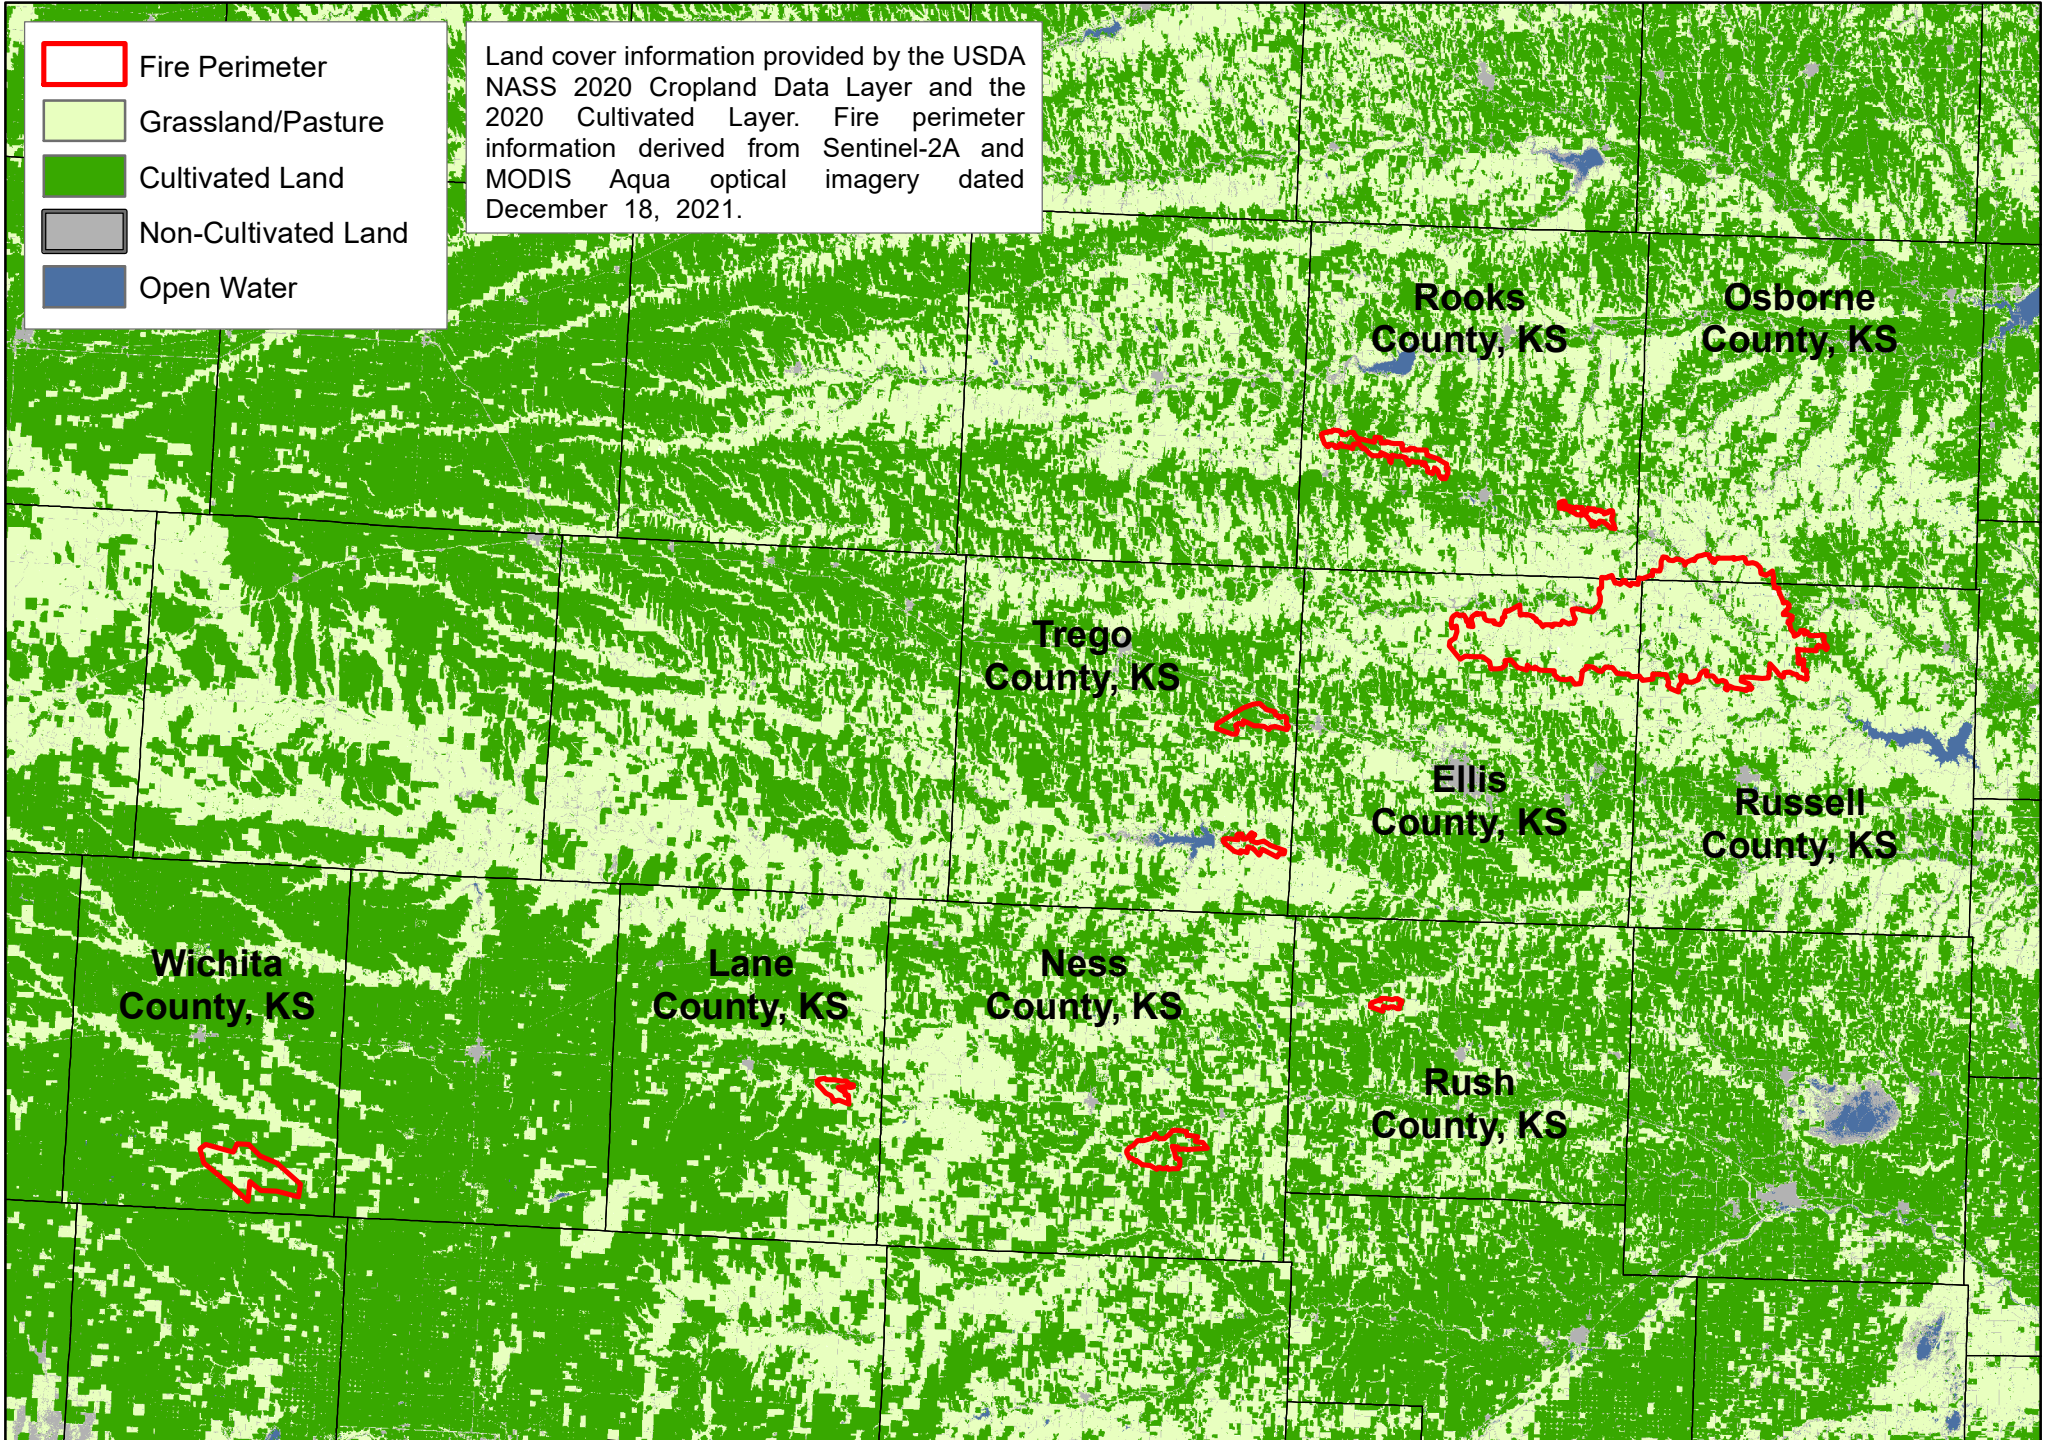 Fire Perimeter
Grassland/Pasture
Cultivated Land
Non-Cultivated Land
Open Water
Land cover information provided by the USDA
NASS 2020 Cropland Data Layer and the
2020 Cultivated Layer. Fire perimeter
information derived from Sentinel-2A and
MODIS Aqua optical imagery dated
December 18, 2021.
Rooks
County, KS
Osborne
County, KS
Trego
County, KS
Ellis
County, KS
Russell
County, KS
Wichita
County, KS
Lane
County, KS
Ness
County, KS
Rush
County, KS